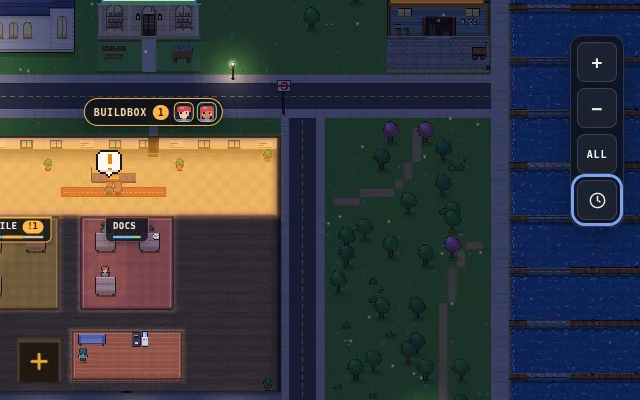 BUILDBOX 1
+
−
ALL
!
ILE !1
DOCS
+